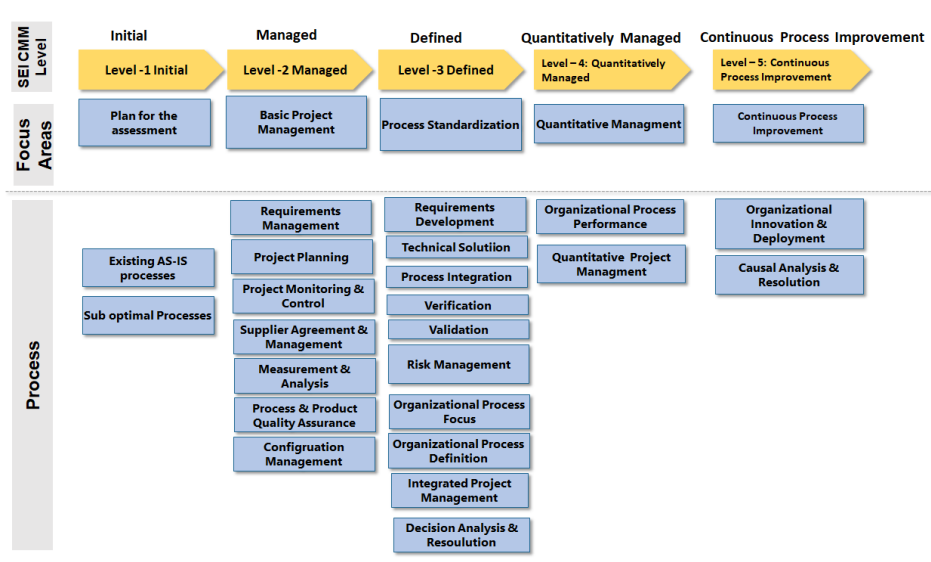 SEI CMM
Level
Initial
Managed
Defined
Quantitatively Managed
Continuous Process Improvement
Level -1 Initial
Level -2 Managed
Level -3 Defined
Level – 4: Quantitatively
Managed
Level – 5: Continuous
Process Improvement
Focus
Areas
Plan for the
assessment
Basic Project
Management
Process Standardization
Quantitative Managment
Continuous Process
Improvement
Process
Existing AS-IS
processes
Sub optimal Processes
Requirements
Management
Project Planning
Project Monitoring &
Control
Supplier Agreement &
Management
Measurement &
Analysis
Process & Product
Quality Assurance
Configruation
Management
Requirements
Development
Technical Solutiion
Process Integration
Verification
Validation
Risk Management
Organizational Process
Focus
Organizational Process
Definition
Integrated Project
Management
Decision Analysis &
Resoulution
Organizational Process
Performance
Quantitative Project
Managment
Organizational
Innovation &
Deployment
Causal Analysis &
Resolution